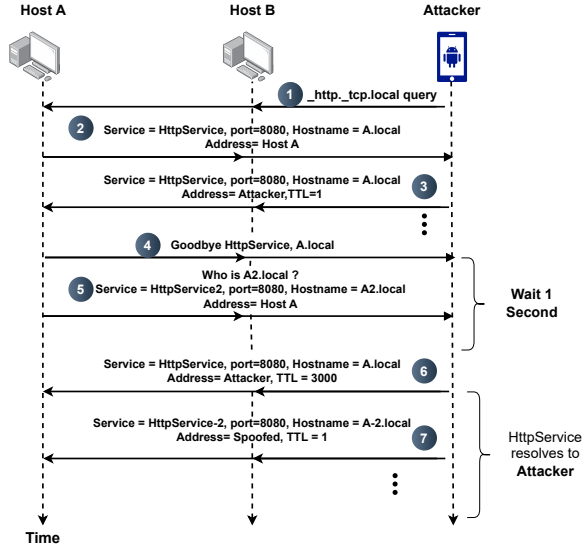 Host A
Host B
Attacker
1 _http._tcp.local query
2 Service = HttpService, port=8080, Hostname = A.local
Address= Host A
Service = HttpService, port=8080, Hostname = A.local 3
Address= Attacker,TTL=1
4 Goodbye HttpService, A.local
Who is A2.local ?
5 Service = HttpService2, port=8080, Hostname = A2.local
Address= Host A
Wait 1
Second
Service = HttpService, port=8080, Hostname = A.local 6
Address= Attacker, TTL = 3000
Service = HttpService-2, port=8080, Hostname = A-2.local 7
Address= Spoofed, TTL = 1
HttpService
resolves to
Attacker
Time